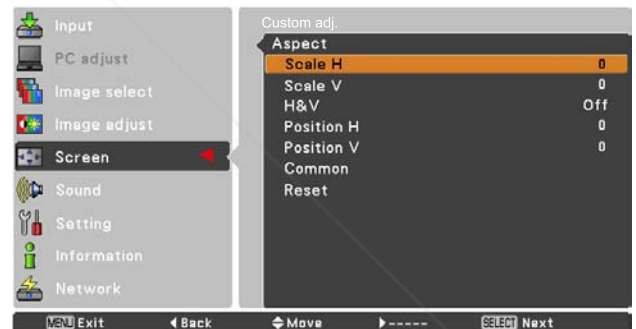 Input
PC adjust
Image select
Image adjust
Screen
Sound
Setting
Information
Network
Custom adj.
Aspect
Scale H 0
Scale V 0
H&V Off
Position H 0
Position V 0
Common
Reset
MENU Exit ◀Back Move ▶----- SELECT Next